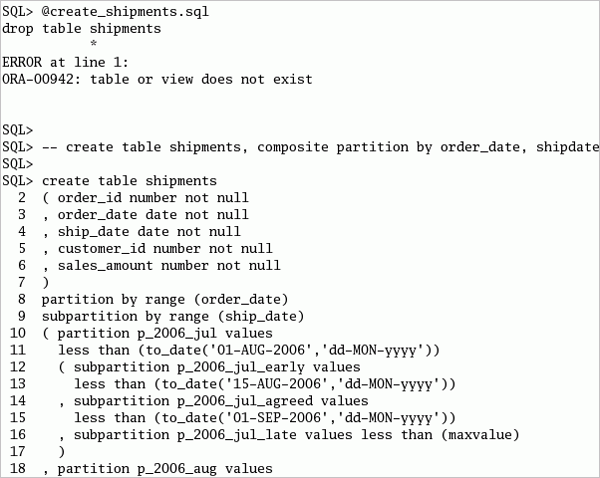 SQL> @create_shipments.sql
drop table shipments
*
ERROR at line 1:
ORA-00942: table or view does not exist
SQL>
SQL> -- create table shipments, composite partition by order_date, shipdate
SQL>
SQL> create table shipments
2 ( order_id number not null
3 , order_date date not null
4 , ship_date date not null
5 , customer_id number not null
6 , sales_amount number not null
7 )
8 partition by range (order_date)
9 subpartition by range (ship_date)
10 ( partition p_2006_jul values
11 less than (to_date('01-AUG-2006','dd-MON-yyyy'))
12 ( subpartition p_2006_jul_early values
13 less than (to_date('15-AUG-2006','dd-MON-yyyy'))
14 , subpartition p_2006_jul_agreed values
15 less than (to_date('01-SEP-2006','dd-MON-yyyy'))
16 , subpartition p_2006_jul_late values less than (maxvalue)
17 )
18 , partition p_2006_aug values